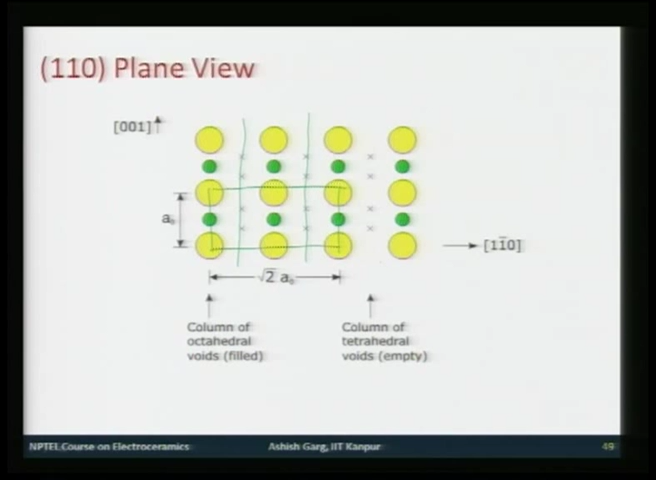 (110) Plane View
[001]
a₀
[11̅0]
√2 a₀
Column of
octahedral
voids (filled)
Column of
tetrahedral
voids (empty)
NPTEL Course on Electroceramics
Ashish Garg, IIT Kanpur
49